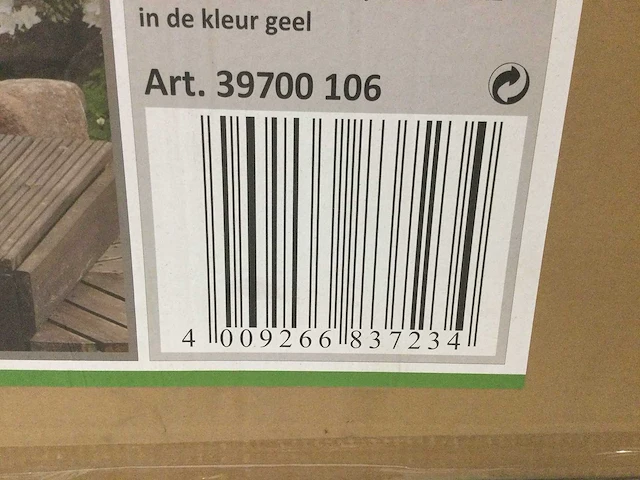 in de kleur geel
Art. 39700 106
4 009266 837234